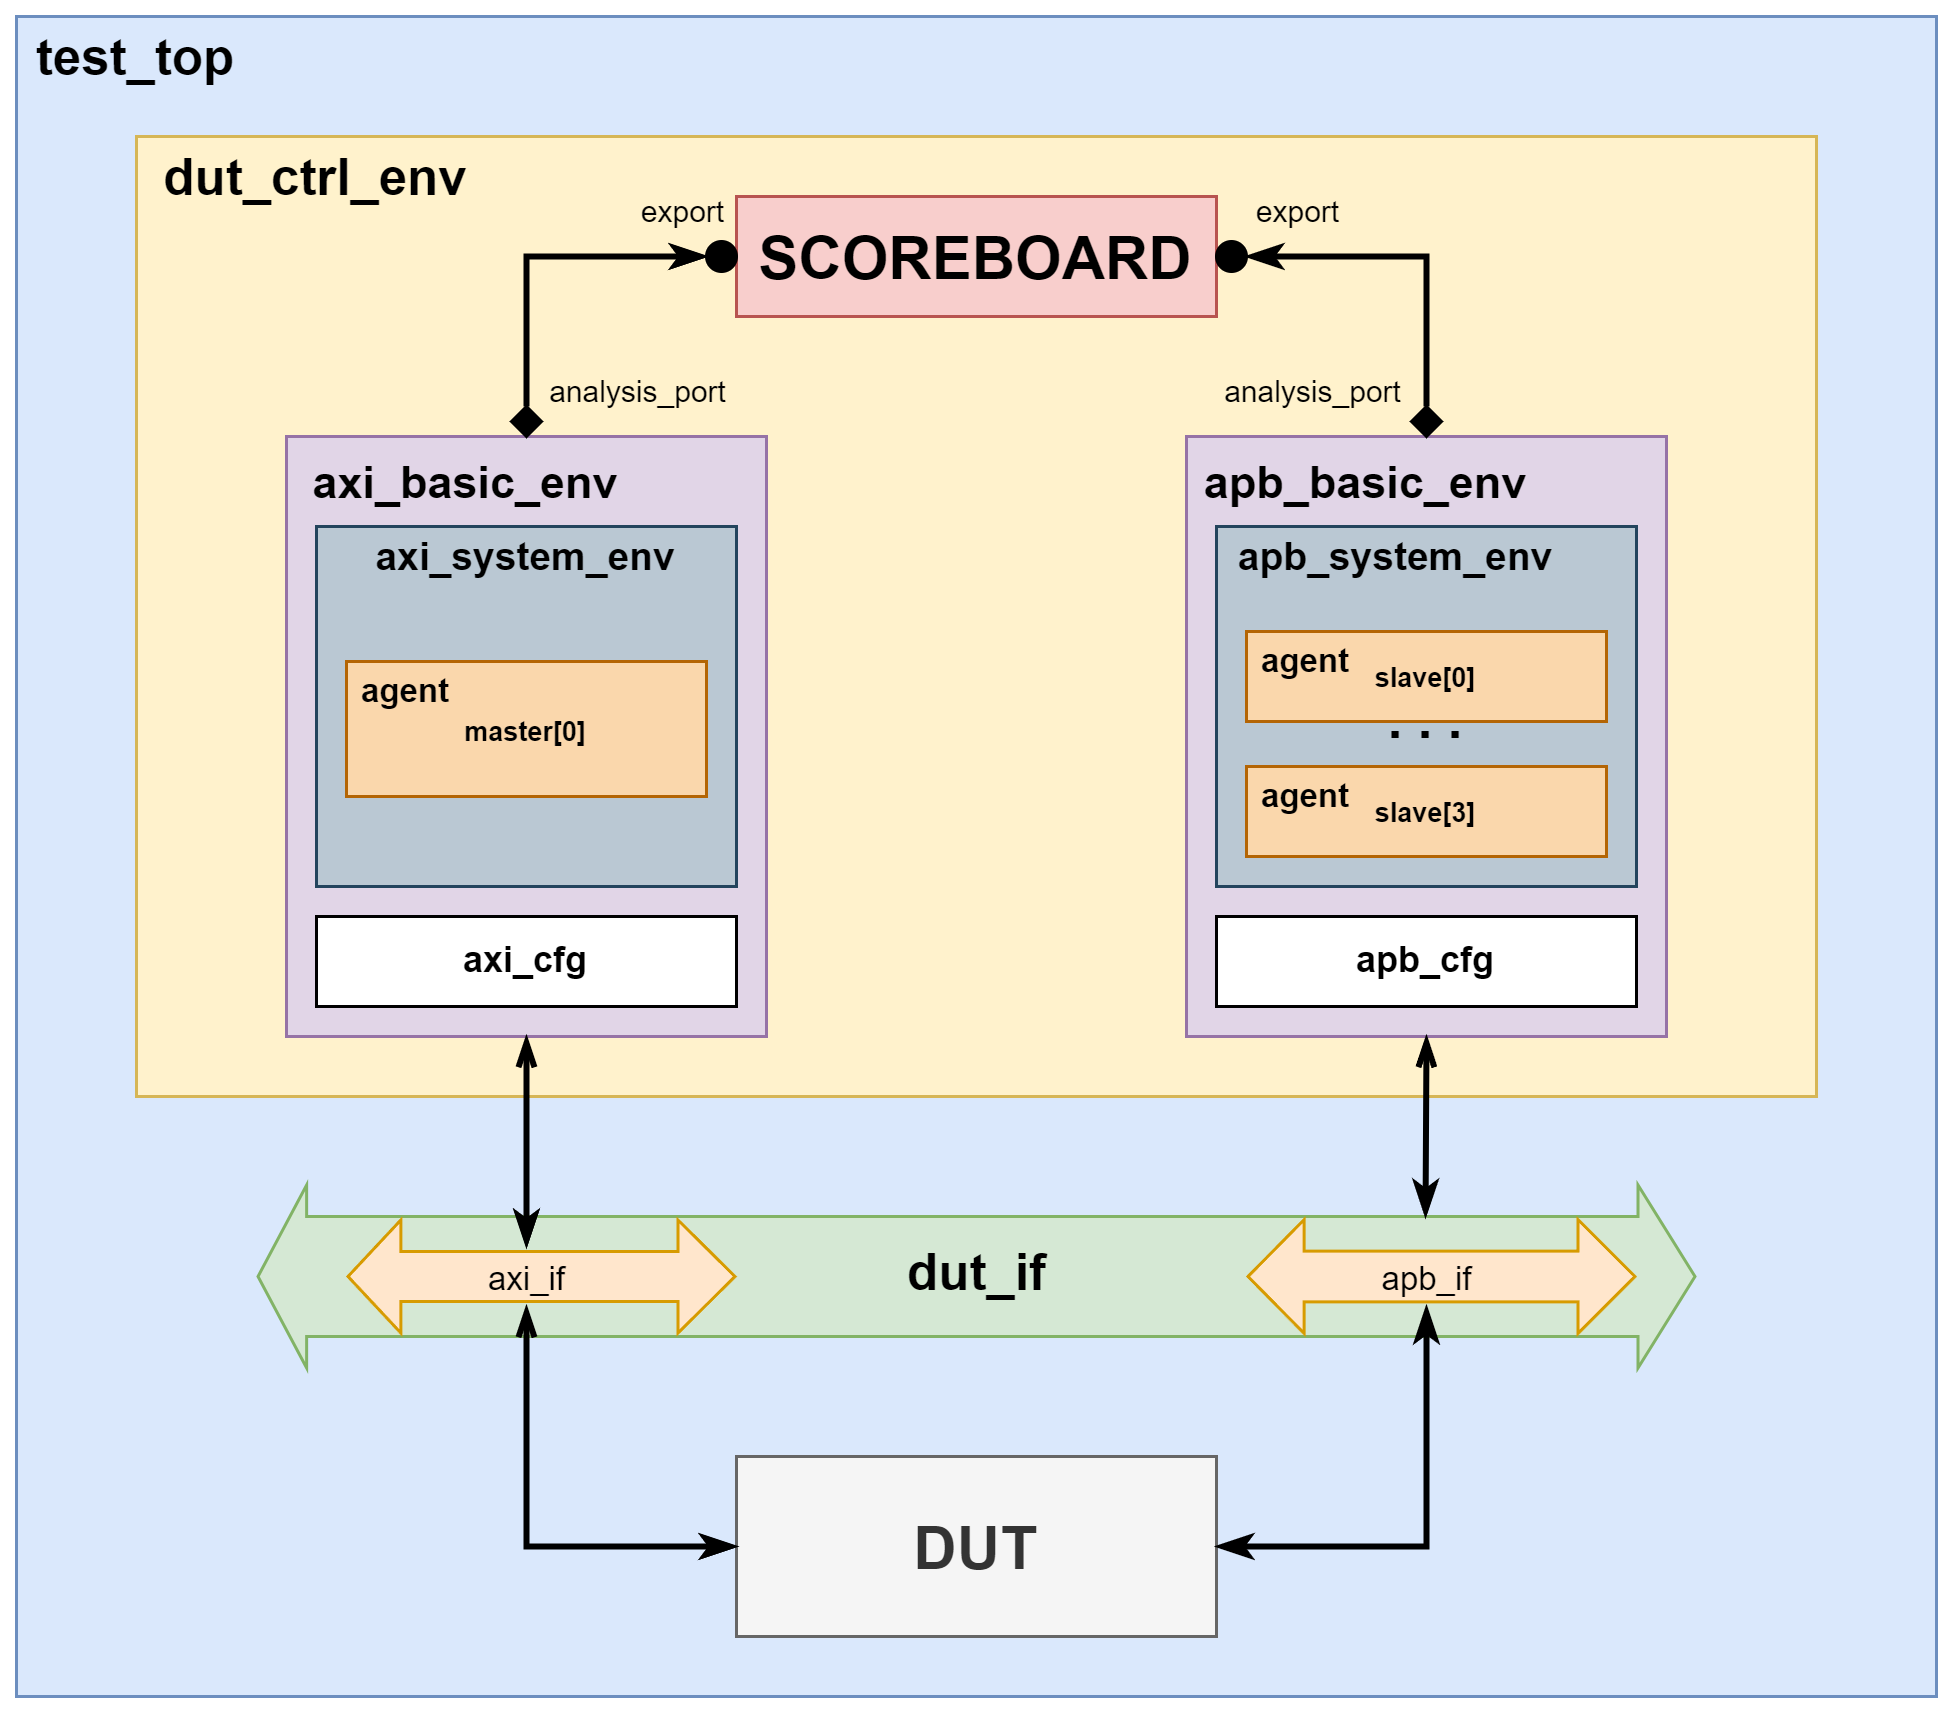 test_top
dut_ctrl_env
export
export
SCOREBOARD
analysis_port
analysis_port
axi_basic_env
axi_system_env
agent
master[0]
axi_cfg
apb_basic_env
apb_system_env
agent
slave[0]
. . .
agent
slave[3]
apb_cfg
axi_if
dut_if
apb_if
DUT